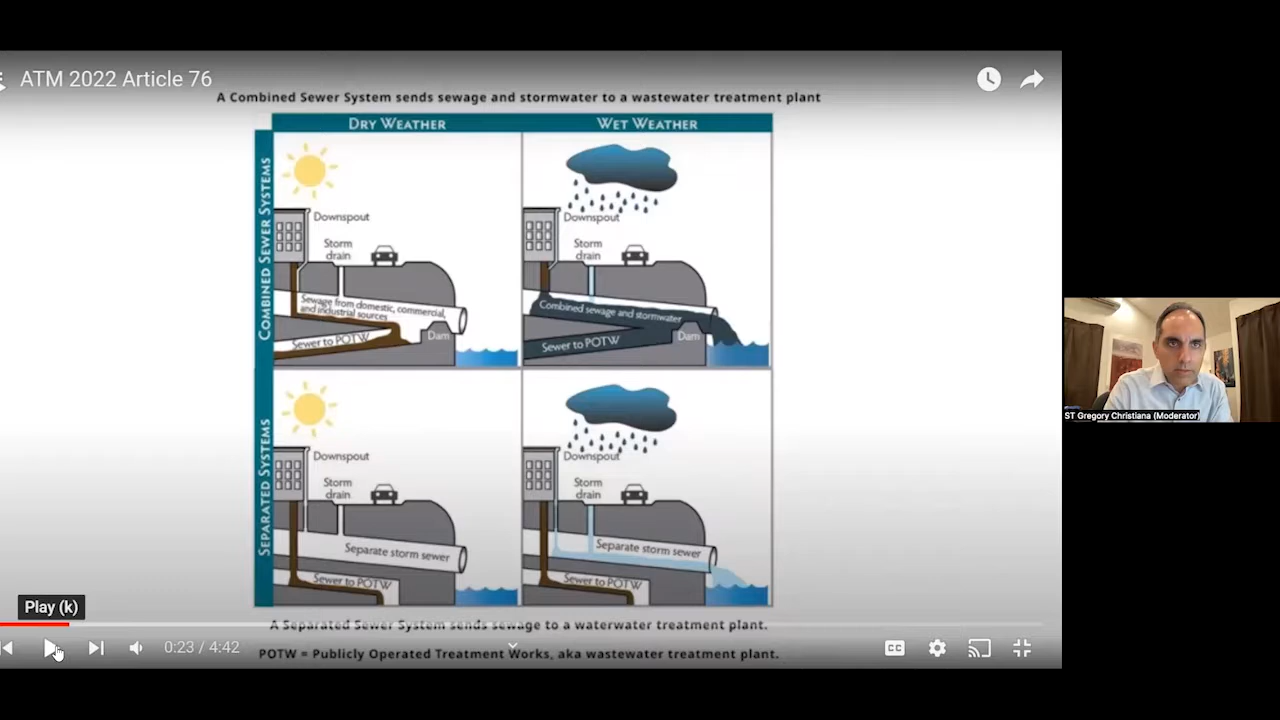 ATM 2022 Article 76
A Combined Sewer System sends sewage and stormwater to a wastewater treatment plant
DRY WEATHER
WET WEATHER
COMBINED SEWER SYSTEMS
Downspout
Storm
drain
Sewage from domestic, commercial,
and industrial sources
Sewer to POTW
Dam
Downspout
Storm
drain
Combined sewage and stormwater
Sewer to POTW
Dam
SEPARATED SYSTEMS
Downspout
Storm
drain
Separate storm sewer
Sewer to POTW
Downspout
Storm
drain
Separate storm sewer
Sewer to POTW
ST Gregory Christiana (Moderator)
Play (k)
A Separated Sewer System sends sewage to a waterwater treatment plant.
0:23 / 4:42
CC
POTW = Publicly Operated Treatment Works, aka wastewater treatment plant.